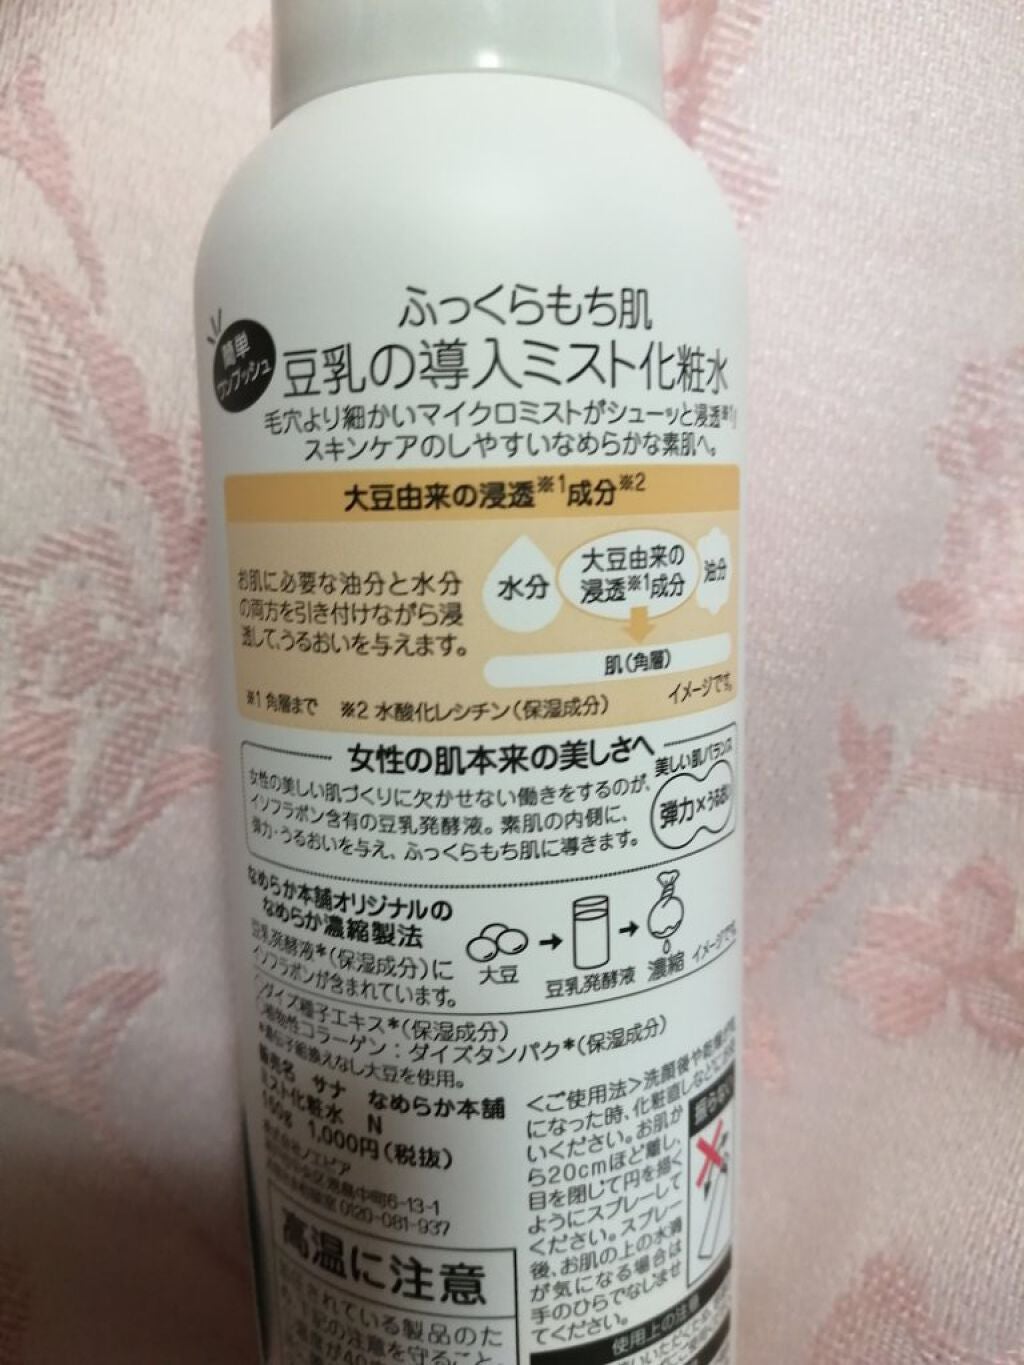 簡単
ワンプッシュ
ふっくらもち肌
豆乳の導入ミスト化粧水
毛穴より細かいマイクロミストがシューッと浸透※1
スキンケアのしやすいなめらかな素肌へ。
大豆由来の浸透※1成分※2
お肌に必要な油分と水分
の両方を引き付けながら浸
透して、うるおいを与えます。
水分
大豆由来の
浸透※1成分
油分
肌(角層)
イメージです。
※1 角層まで ※2 水酸化レシチン(保湿成分)
女性の肌本来の美しさへ
女性の美しい肌づくりに欠かせない働きをするのが、
イソフラボン含有の豆乳発酵液。素肌の内側に、
弾力・うるおいを与え、ふっくらもち肌に導きます。
美しい肌バランス
弾力×うるおい
なめらか本舗オリジナルの
なめらか濃縮製法
豆乳発酵液*(保湿成分)に
イソフラボンが含まれています。
大豆
豆乳発酵液
濃縮
イメージです。
ダイズ種子エキス*(保湿成分)
植物性コラーゲン:ダイズタンパク*(保湿成分)
*遺伝子組換えなし大豆を使用。
販売名 サナ なめらか本舗
ミスト化粧水 N
150g 1,000円(税抜)
株式会社ノエビア
6-13-1
0120-081-937
高温に注意
<ご使用法>洗顔後や
になった時、化粧直しなどに
いください。お肌か
ら20cmほど離し、
目を閉じて円を描く
ようにスプレーして
ください。スプレー
後、お肌の上の水滴
が気になる場合は
手のひらでなじませ
てください。
使用上の注意